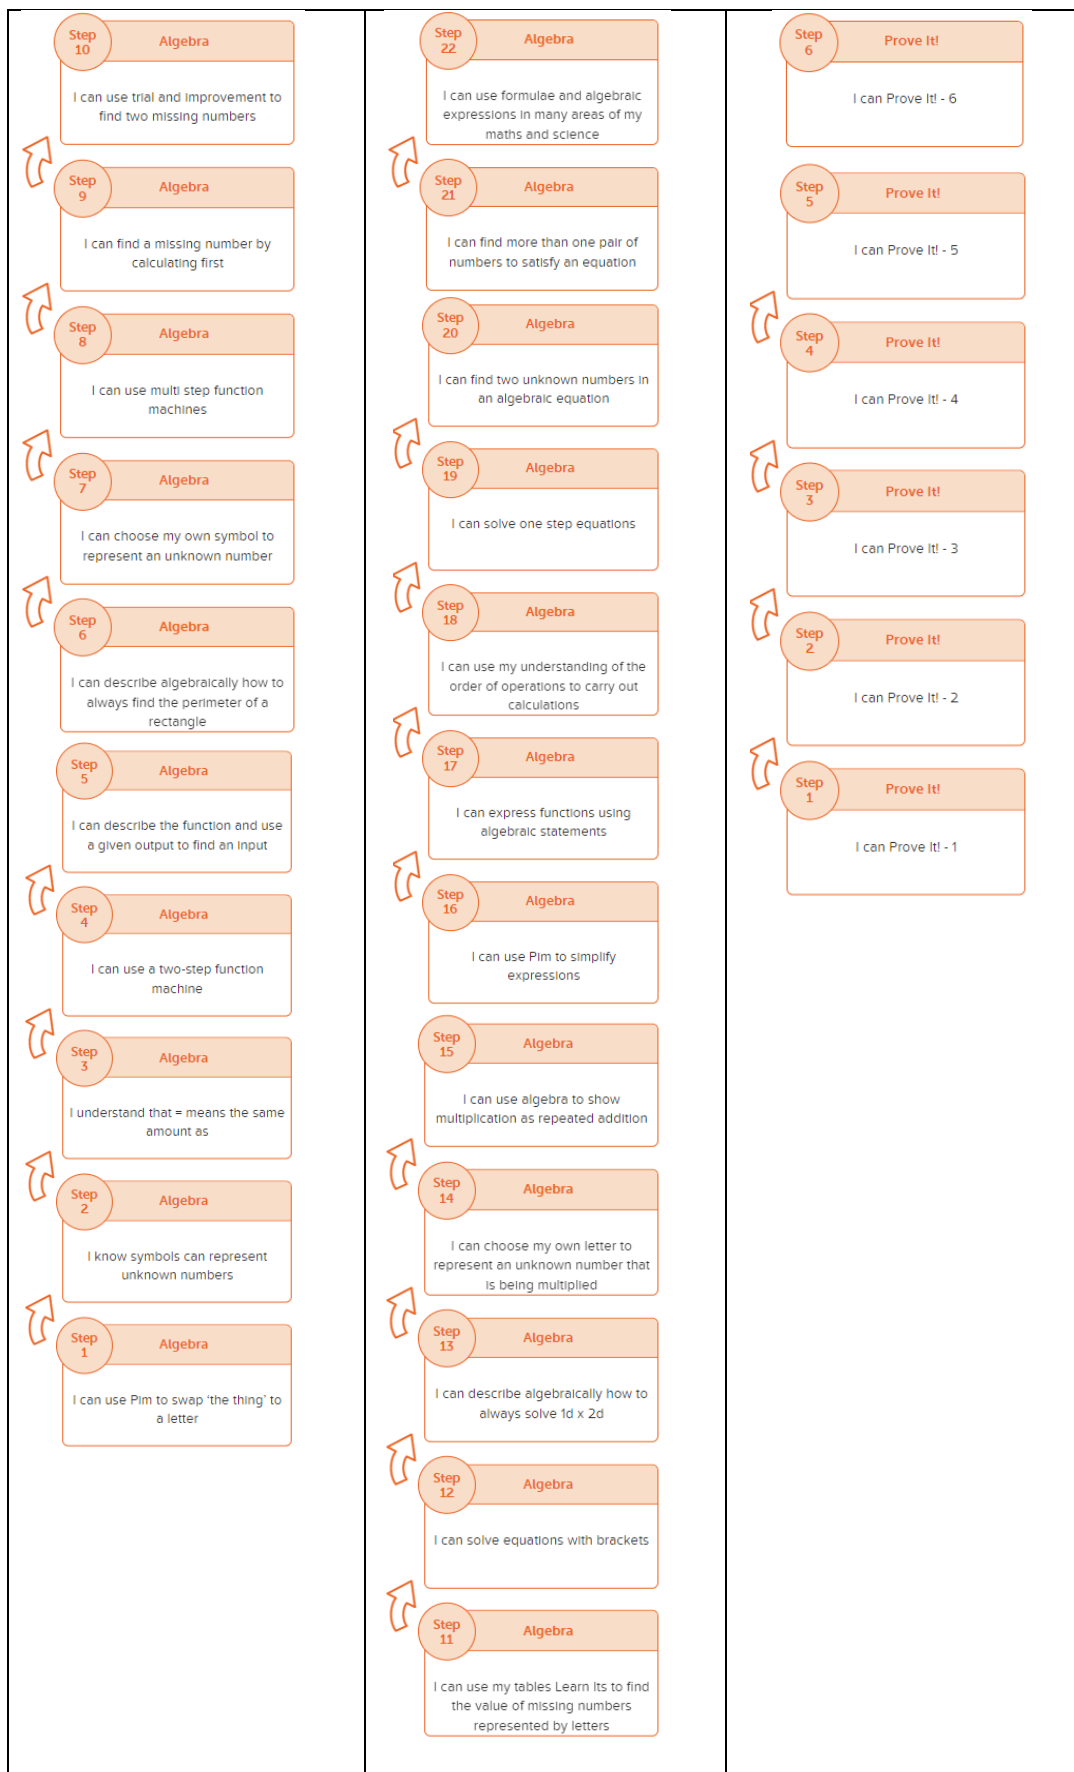 Step
10
Algebra
I can use trial and improvement to
find two missing numbers
Step
9
Algebra
I can find a missing number by
calculating first
Step
8
Algebra
I can use multi step function
machines
Step
7
Algebra
I can choose my own symbol to
represent an unknown number
Step
6
Algebra
I can describe algebraically how to
always find the perimeter of a
rectangle
Step
5
Algebra
I can describe the function and use
a given output to find an input
Step
4
Algebra
I can use a two-step function
machine
Step
3
Algebra
I understand that = means the same
amount as
Step
2
Algebra
I know symbols can represent
unknown numbers
Step
1
Algebra
I can use Pim to swap ‘the thing’ to
a letter
Step
22
Algebra
I can use formulae and algebraic
expressions in many areas of my
maths and science
Step
21
Algebra
I can find more than one pair of
numbers to satisfy an equation
Step
20
Algebra
I can find two unknown numbers in
an algebraic equation
Step
19
Algebra
I can solve one step equations
Step
18
Algebra
I can use my understanding of the
order of operations to carry out
calculations
Step
17
Algebra
I can express functions using
algebraic statements
Step
16
Algebra
I can use Pim to simplify
expressions
Step
15
Algebra
I can use algebra to show
multiplication as repeated addition
Step
14
Algebra
I can choose my own letter to
represent an unknown number that
is being multiplied
Step
13
Algebra
I can describe algebraically how to
always solve 1d x 2d
Step
12
Algebra
I can solve equations with brackets
Step
11
Algebra
I can use my tables Learn Its to find
the value of missing numbers
represented by letters
Step
6
Prove It!
I can Prove It! - 6
Step
5
Prove It!
I can Prove It! - 5
Step
4
Prove It!
I can Prove It! - 4
Step
3
Prove It!
I can Prove It! - 3
Step
2
Prove It!
I can Prove It! - 2
Step
1
Prove It!
I can Prove It! - 1